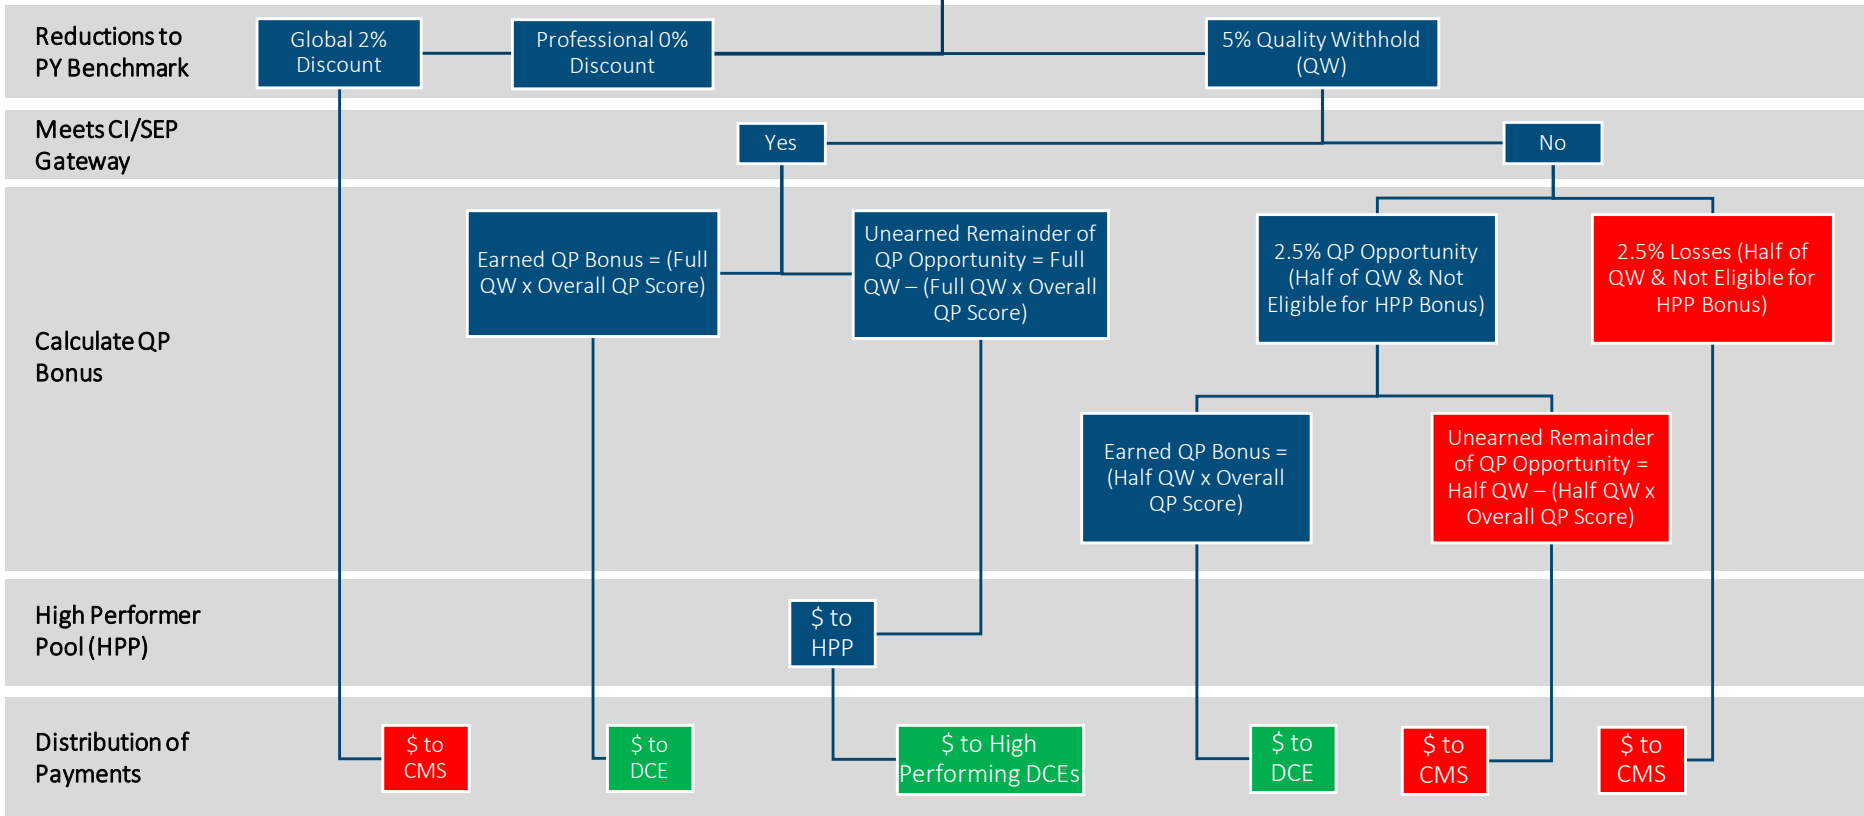 Reductions to
PY Benchmark
Global 2%
Discount
Professional 0%
Discount
5% Quality Withhold
(QW)
Meets CI/SEP
Gateway
Yes
No
Calculate QP
Bonus
Earned QP Bonus = (Full
QW x Overall QP Score)
Unearned Remainder of
QP Opportunity = Full
QW – (Full QW x Overall
QP Score)
2.5% QP Opportunity
(Half of QW & Not
Eligible for HPP Bonus)
2.5% Losses (Half of
QW & Not Eligible for
HPP Bonus)
Earned QP Bonus =
(Half QW x Overall
QP Score)
Unearned Remainder
of QP Opportunity =
Half QW – (Half QW x
Overall QP Score)
High Performer
Pool (HPP)
$ to
HPP
Distribution of
Payments
$ to
CMS
$ to
DCE
$ to High
Performing DCEs
$ to
DCE
$ to
CMS
$ to
CMS